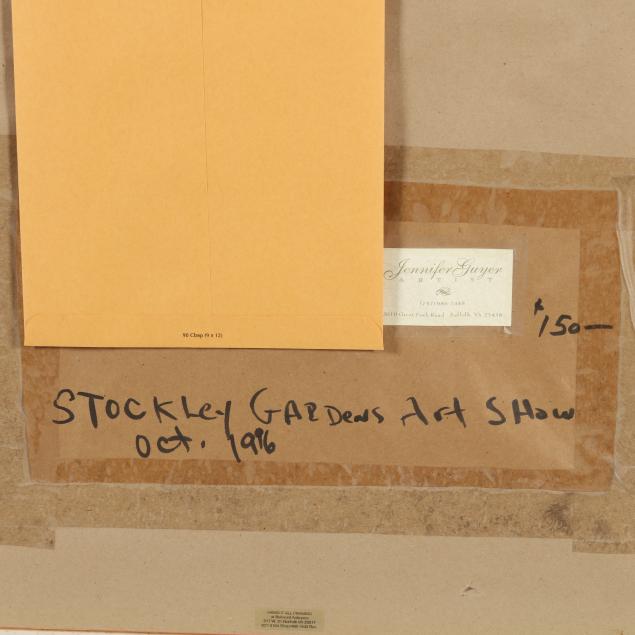 Jennifer Guyer
ARTIST
$150—
90 Clasp (9 x 12)
STOCKLey GARDens Art SHow
Oct. 1996